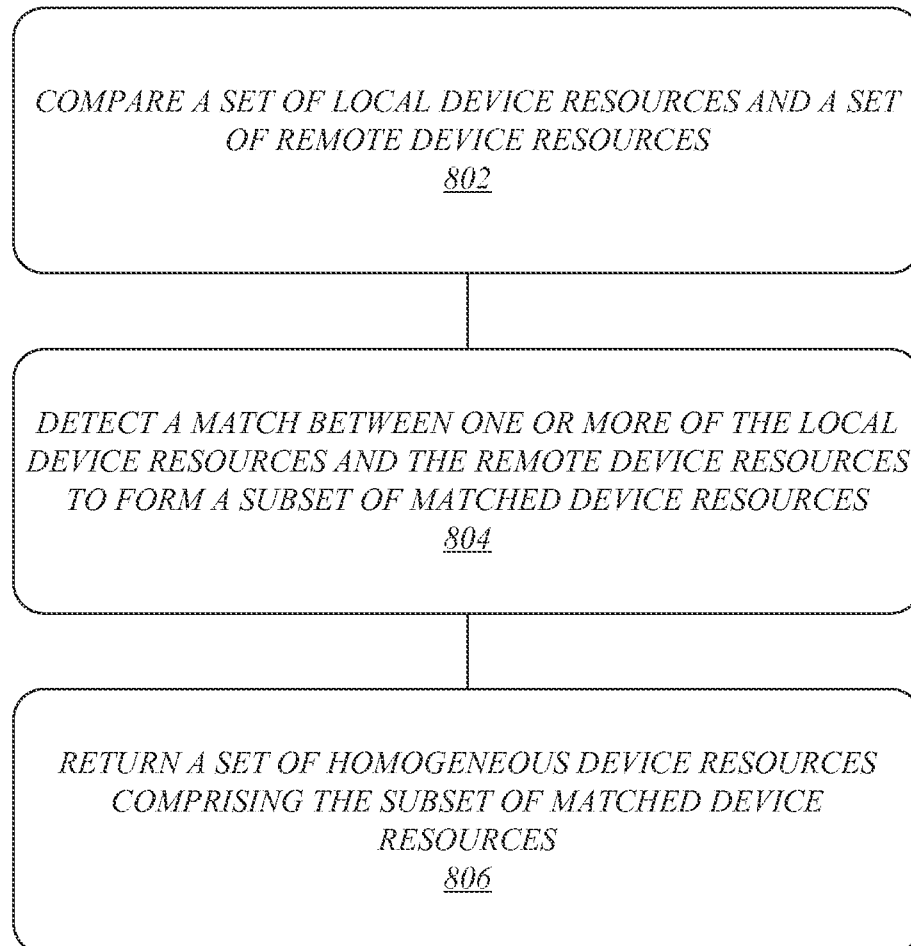 COMPARE A SET OF LOCAL DEVICE RESOURCES AND A SET
OF REMOTE DEVICE RESOURCES
802
DETECT A MATCH BETWEEN ONE OR MORE OF THE LOCAL
DEVICE RESOURCES AND THE REMOTE DEVICE RESOURCES
TO FORM A SUBSET OF MATCHED DEVICE RESOURCES
804
RETURN A SET OF HOMOGENEOUS DEVICE RESOURCES
COMPRISING THE SUBSET OF MATCHED DEVICE
RESOURCES
806